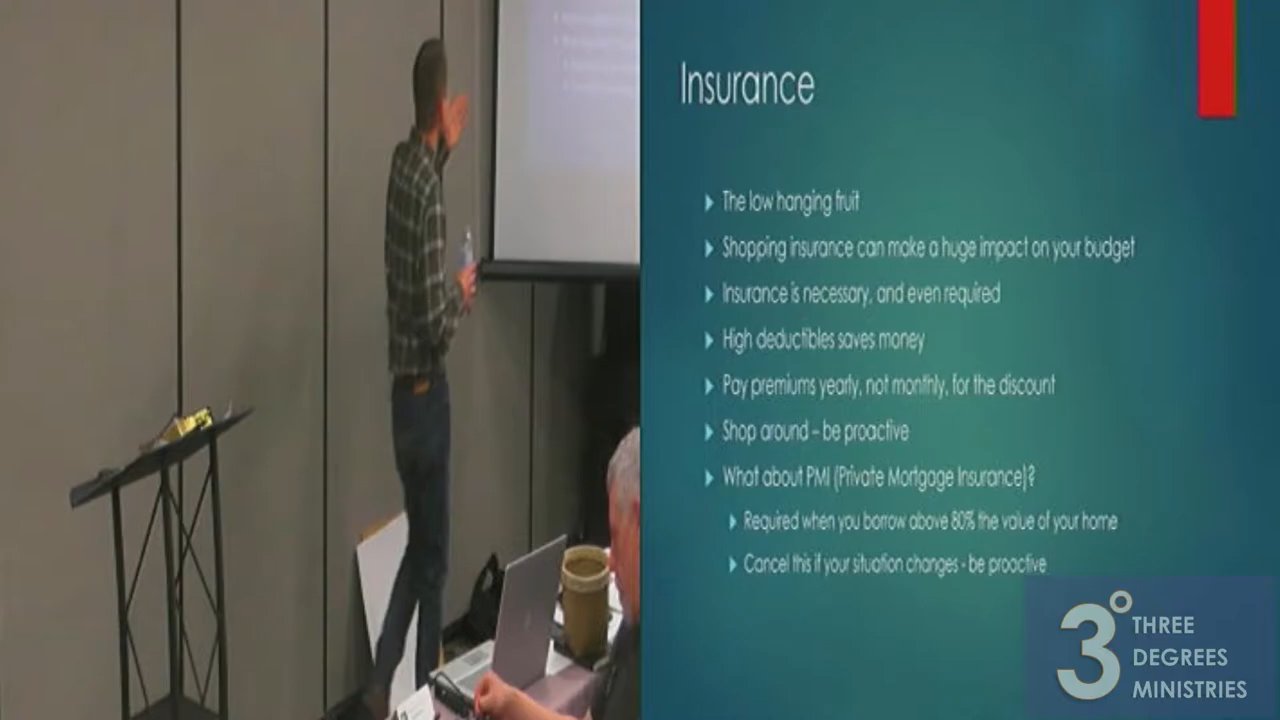 Insurance
The low hanging fruit
Shopping insurance can make a huge impact on your budget
Insurance is necessary, and even required
High deductibles saves money
Pay premiums yearly, not monthly, for the discount
Shop around - be proactive
What about PMI (Private Mortgage Insurance)?
Required when you borrow above 80% the value of your home
Cancel this if your situation changes - be proactive
3° THREE
DEGREES
MINISTRIES